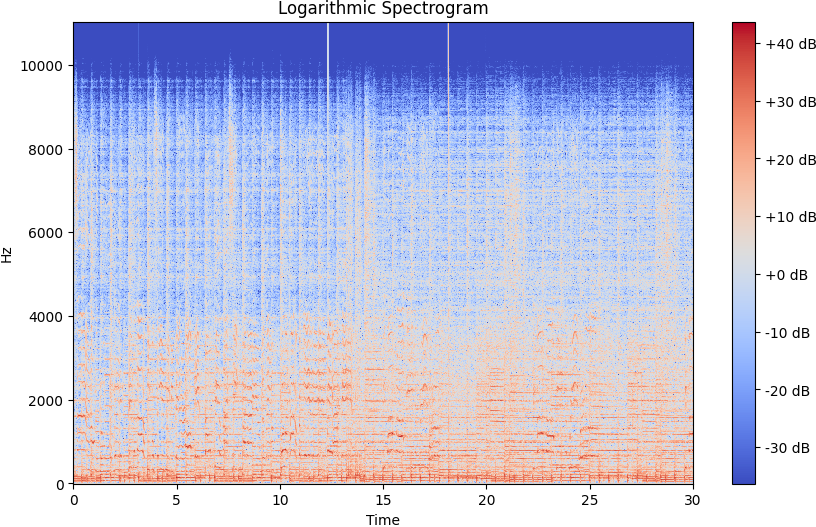 Logarithmic Spectrogram
Hz
10000
8000
6000
4000
2000
0
0 5 10 15 20 25 30
Time
+40 dB
+30 dB
+20 dB
+10 dB
+0 dB
-10 dB
-20 dB
-30 dB